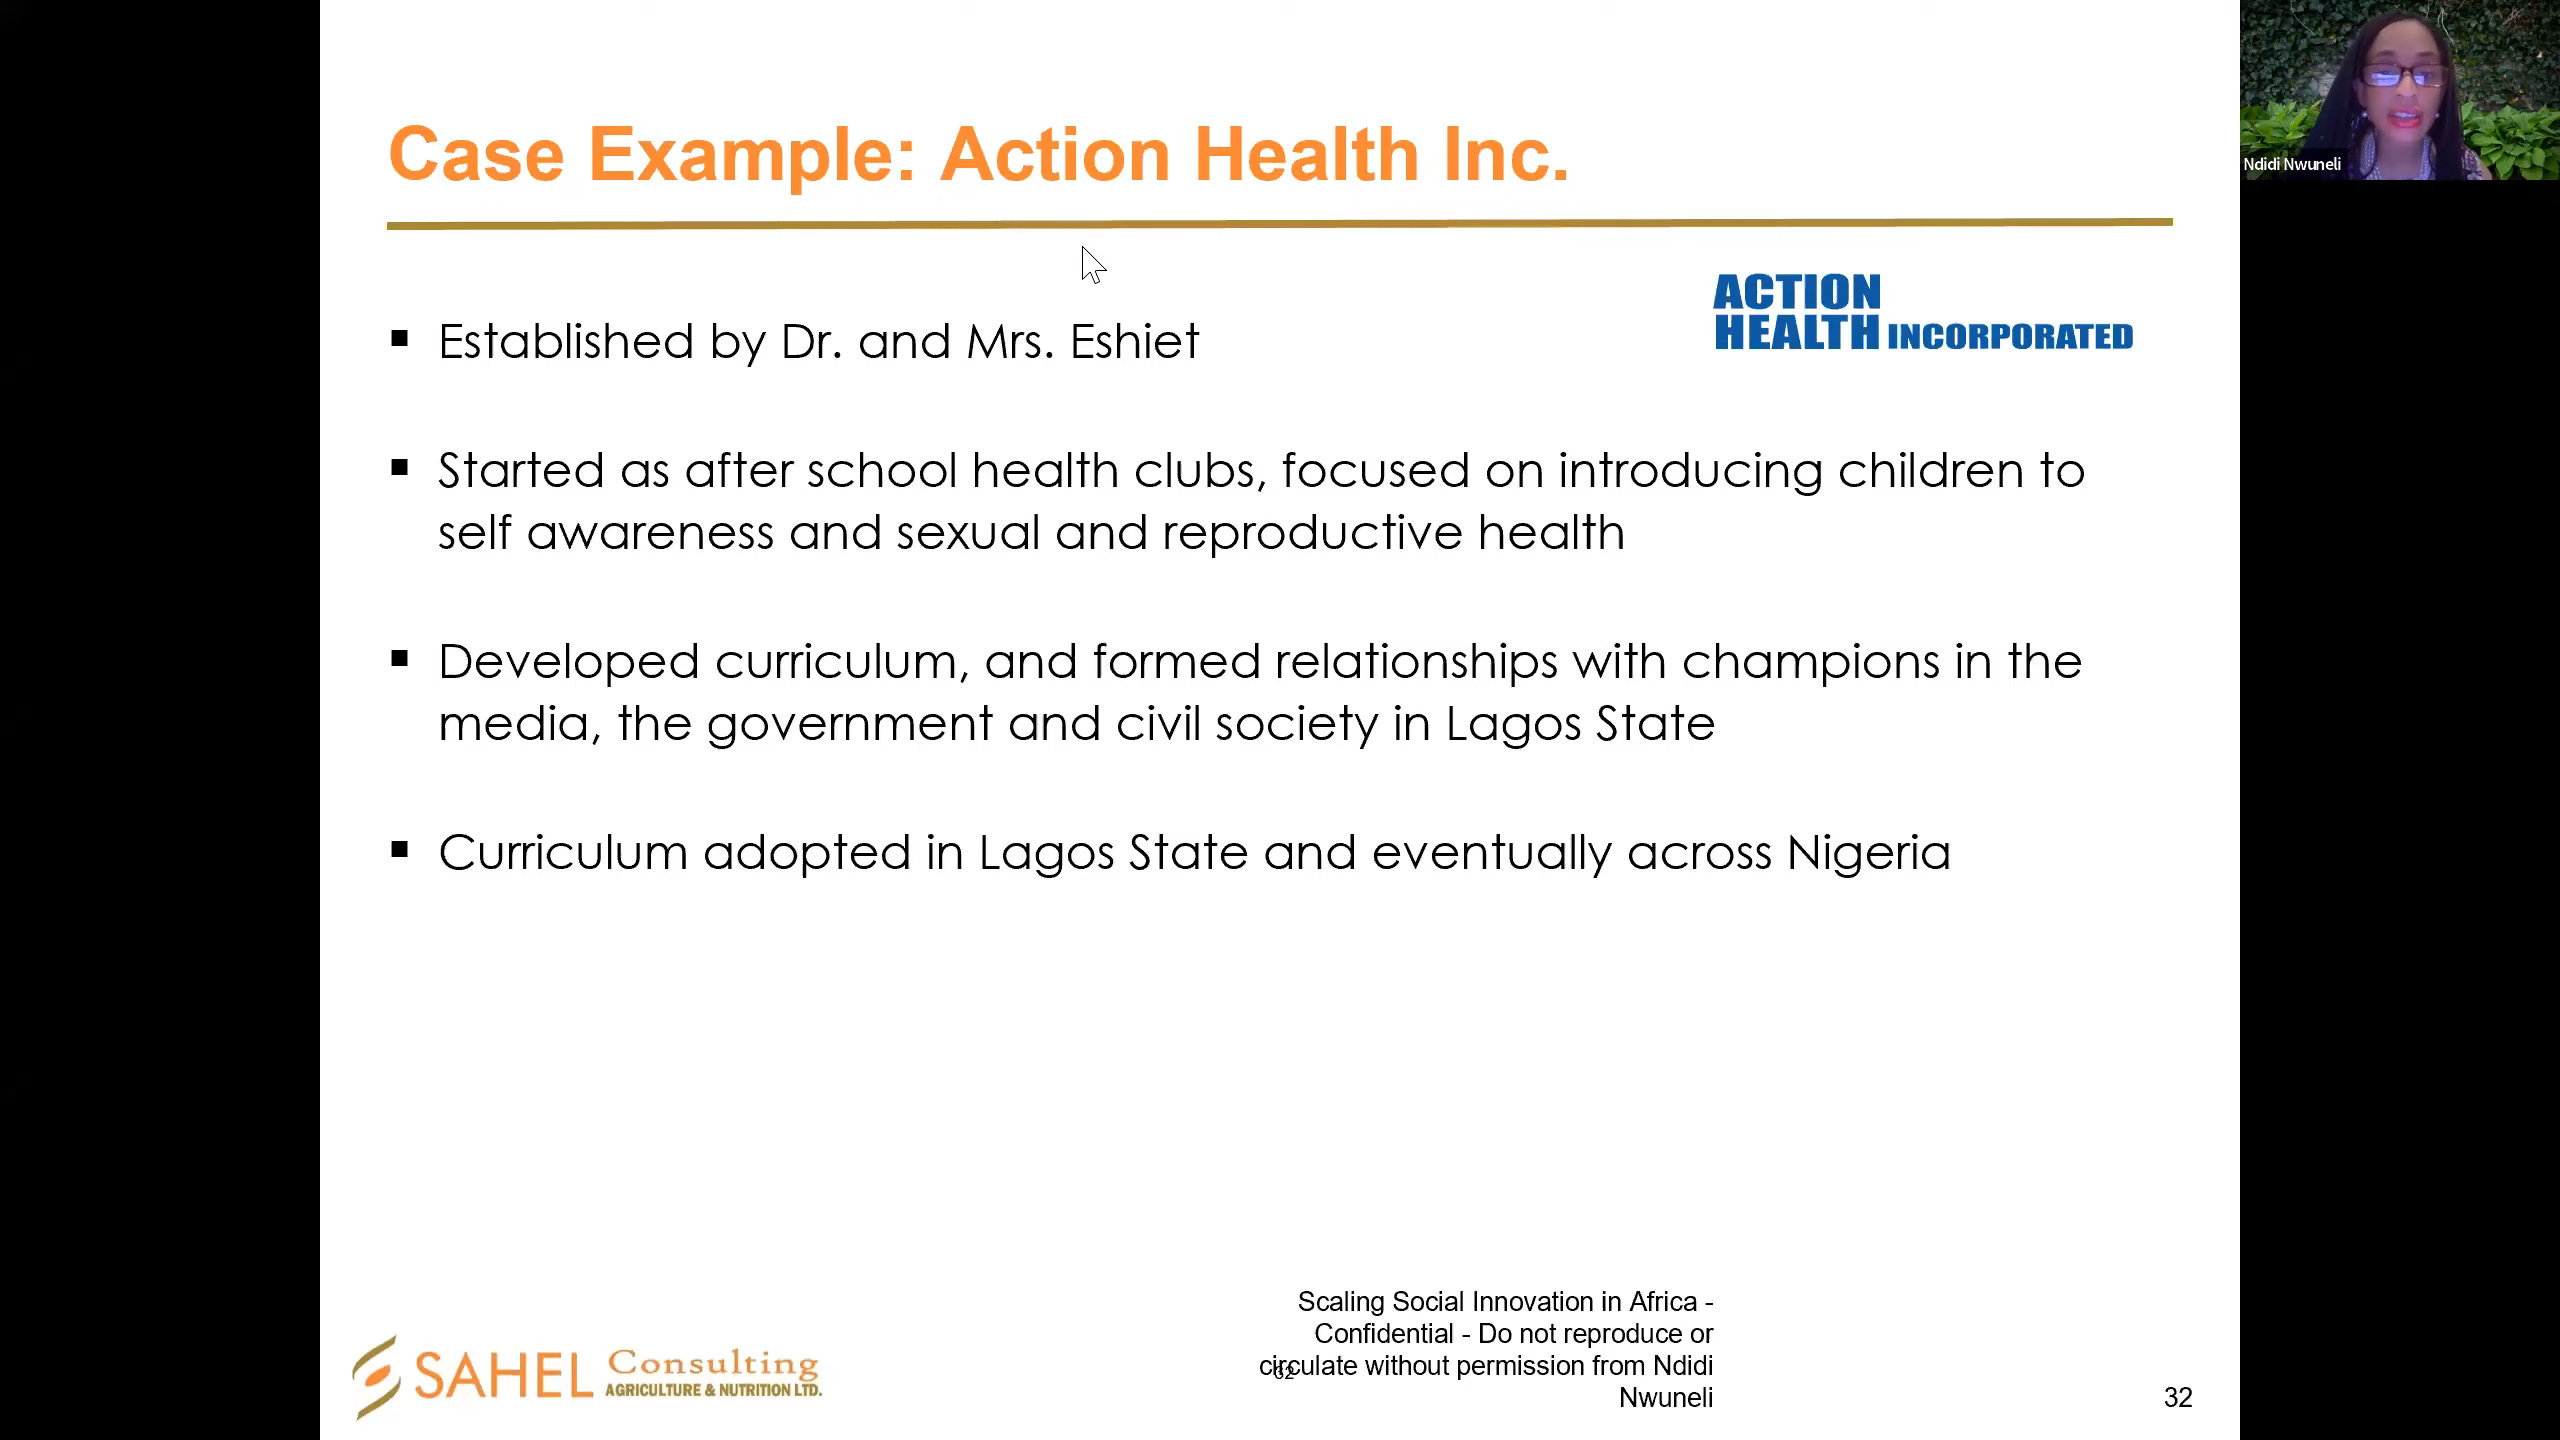 Case Example: Action Health Inc.
Ndidi Nwuneli
ACTION
HEALTH INCORPORATED
▪ Established by Dr. and Mrs. Eshiet
▪ Started as after school health clubs, focused on introducing children to
self awareness and sexual and reproductive health
▪ Developed curriculum, and formed relationships with champions in the
media, the government and civil society in Lagos State
▪ Curriculum adopted in Lagos State and eventually across Nigeria
SAHEL Consulting
AGRICULTURE & NUTRITION LTD.
Scaling Social Innovation in Africa -
Confidential - Do not reproduce or
circulate without permission from Ndidi
Nwuneli
32
32